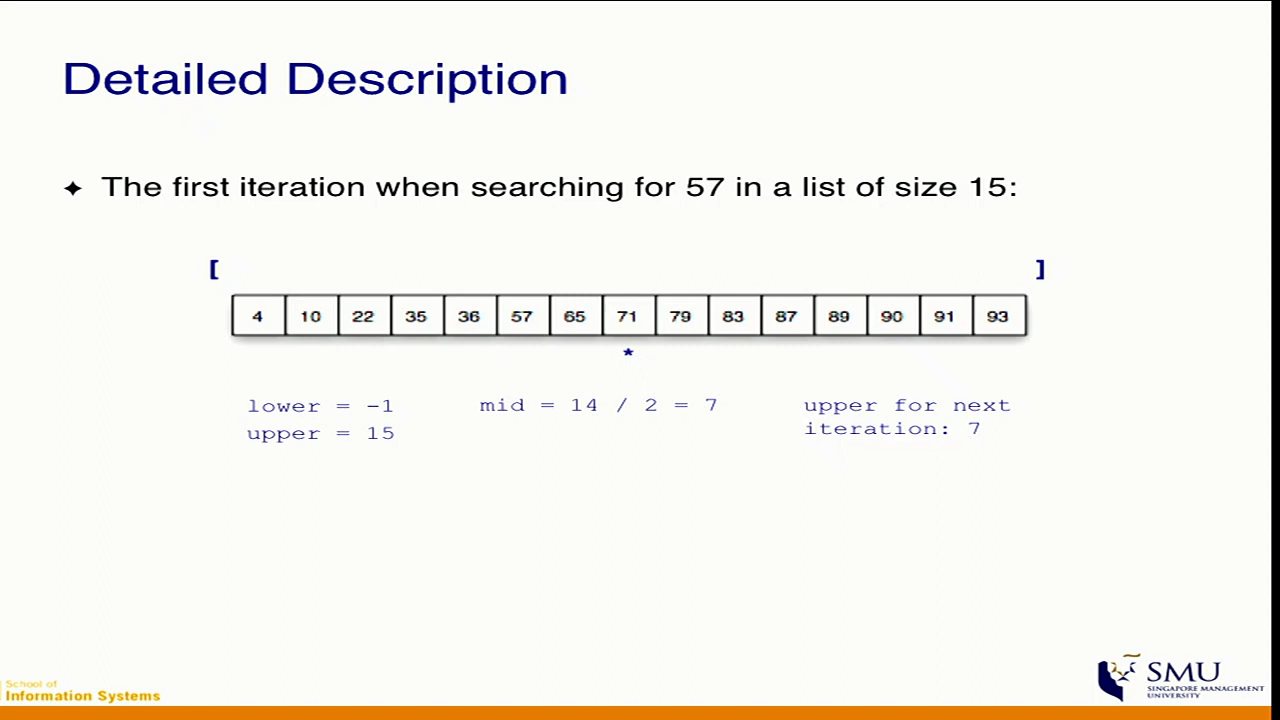 Detailed Description
✦ The first iteration when searching for 57 in a list of size 15:
[ ]
4 10 22 35 36 57 65 71 79 83 87 89 90 91 93
*
lower = -1 mid = 14 / 2 = 7 upper for next
upper = 15 iteration: 7
School of
Information Systems
SMU
SINGAPORE MANAGEMENT
UNIVERSITY